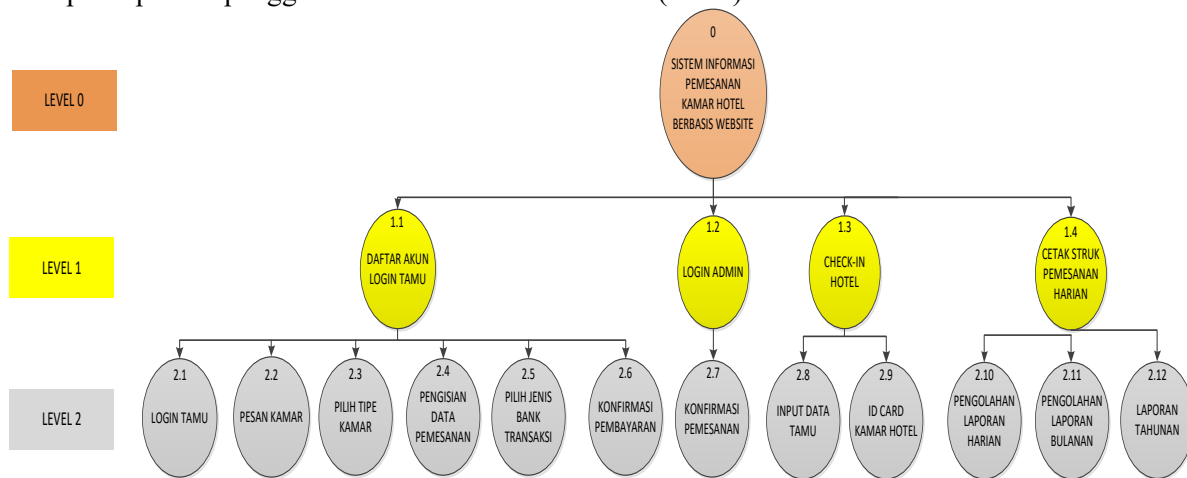 0
SISTEM INFORMASI
PEMESANAN
KAMAR HOTEL
BERBASIS WEBSITE
LEVEL 0
1.1
DAFTAR AKUN
LOGIN TAMU
1.2
LOGIN ADMIN
1.3
CHECK-IN
HOTEL
1.4
CETAK STRUK
PEMESANAN
HARIAN
LEVEL 1
2.1
LOGIN TAMU
2.2
PESAN KAMAR
2.3
PILIH TIPE
KAMAR
2.4
PENGISIAN
DATA
PEMESANAN
2.5
PILIH JENIS
BANK
TRANSAKSI
2.6
KONFIRMASI
PEMBAYARAN
2.7
KONFIRMASI
PEMESANAN
2.8
INPUT DATA
TAMU
2.9
ID CARD
KAMAR HOTEL
2.10
PENGOLAHAN
LAPORAN
HARIAN
2.11
PENGOLAHAN
LAPORAN
BULANAN
2.12
LAPORAN
TAHUNAN
LEVEL 2